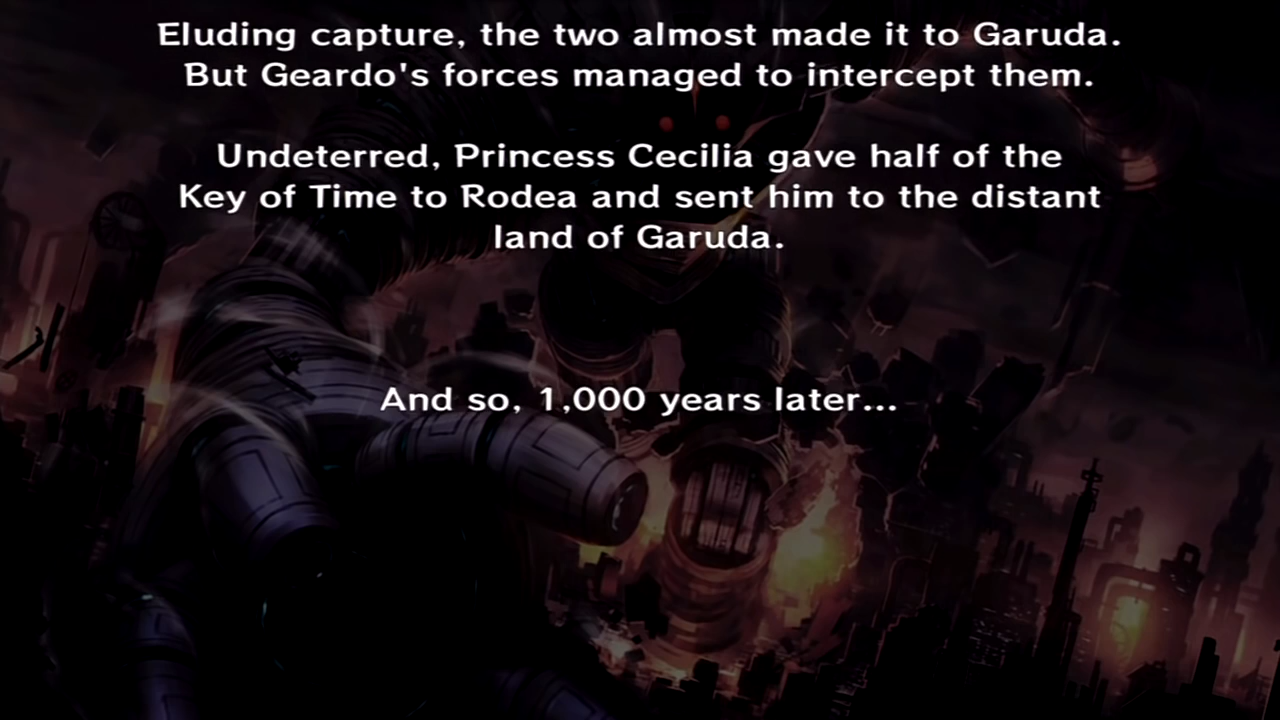 Eluding capture, the two almost made it to Garuda.
But Geardo's forces managed to intercept them.
Undeterred, Princess Cecilia gave half of the
Key of Time to Rodea and sent him to the distant
land of Garuda.
And so, 1,000 years later...